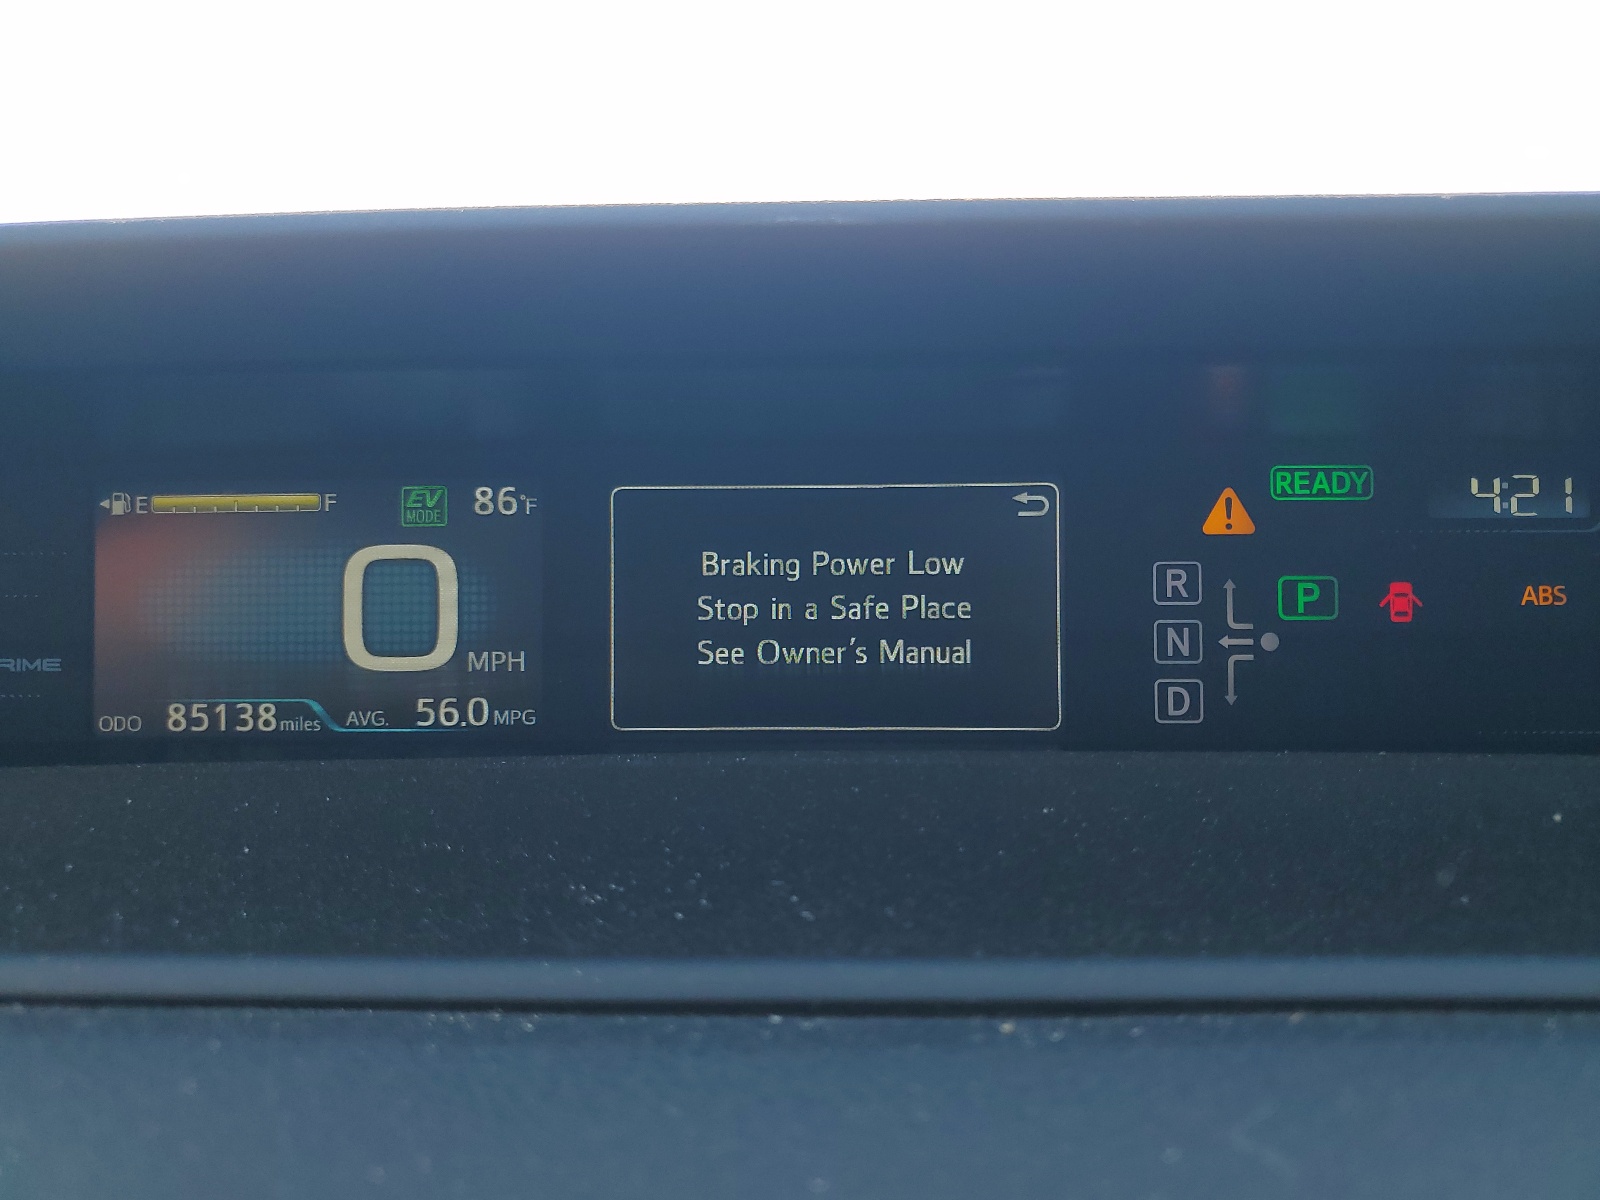 E F
EV
MODE
86°F
0
MPH
RIME
ODO 85138 miles
AVG. 56.0 MPG
Braking Power Low
Stop in a Safe Place
See Owner's Manual
READY
4:21
R
N
D
P
ABS